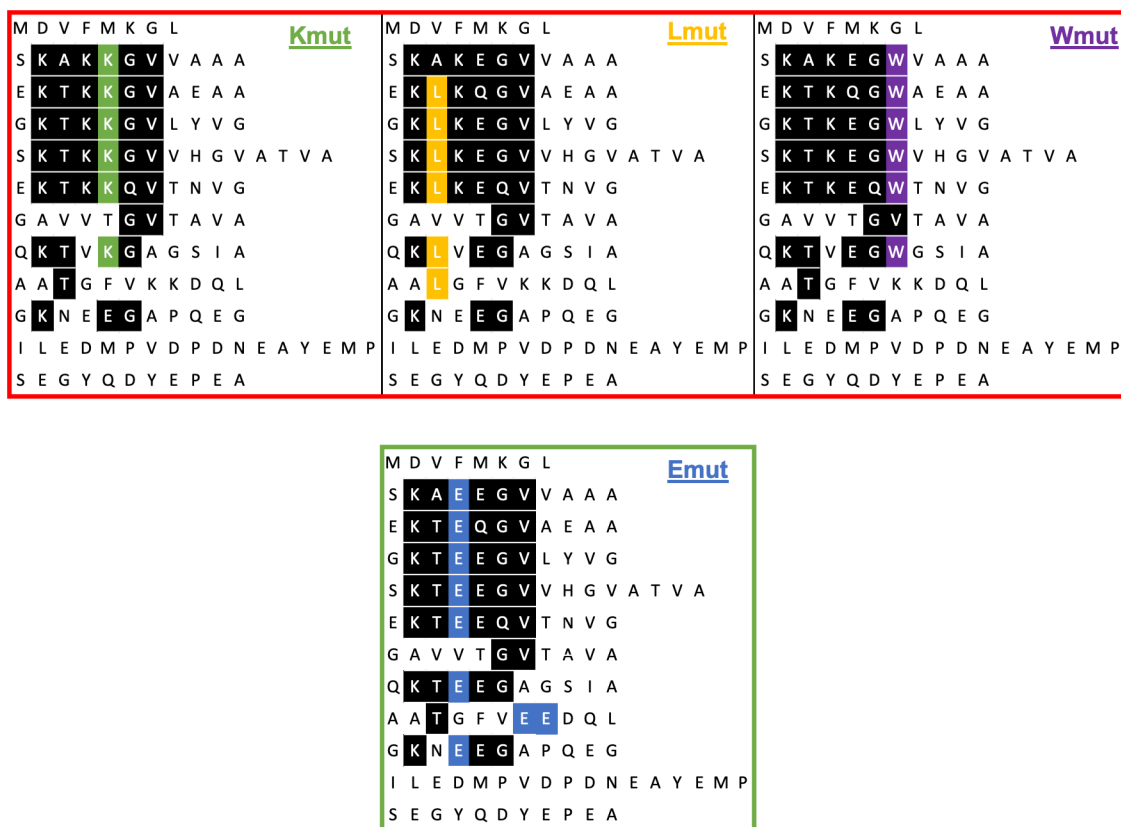 Kmut
M D V F M K G L
S K A K K G V V A A A
E K T K K G V A E A A
G K T K K G V L Y V G
S K T K K G V V H G V A T V A
E K T K K Q V T N V G
G A V V T G V T A V A
Q K T V K G A G S I A
A A T G F V K K D Q L
G K N E E G A P Q E G
I L E D M P V D P D N E A Y E M P
S E G Y Q D Y E P E A
Lmut
M D V F M K G L
S K A K E G V V A A A
E K L K Q G V A E A A
G K L K E G V L Y V G
S K L K E G V V H G V A T V A
E K L K E Q V T N V G
G A V V T G V T A V A
Q K L V E G A G S I A
A A L G F V K K D Q L
G K N E E G A P Q E G
I L E D M P V D P D N E A Y E M P
S E G Y Q D Y E P E A
Wmut
M D V F M K G L
S K A K E G W V A A A
E K T K Q G W A E A A
G K T K E G W L Y V G
S K T K E G W V H G V A T V A
E K T K E Q W T N V G
G A V V T G V T A V A
Q K T V E G W G S I A
A A T G F V K K D Q L
G K N E E G A P Q E G
I L E D M P V D P D N E A Y E M P
S E G Y Q D Y E P E A
Emut
M D V F M K G L
S K A E E G V V A A A
E K T E Q G V A E A A
G K T E E G V L Y V G
S K T E E G V V H G V A T V A
E K T E E Q V T N V G
G A V V T G V T A V A
Q K T E E G A G S I A
A A T G F V E E D Q L
G K N E E G A P Q E G
I L E D M P V D P D N E A Y E M P
S E G Y Q D Y E P E A